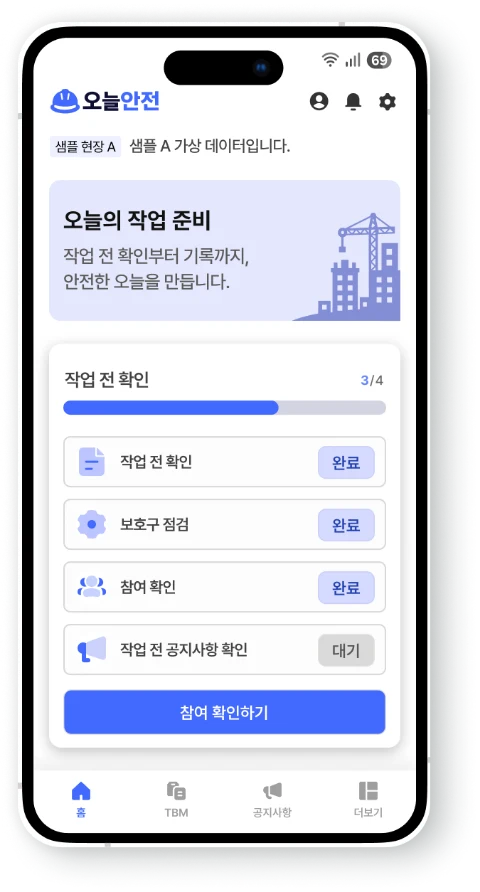 69
오늘안전
샘플 현장 A 샘플 A 가상 데이터입니다.
오늘의 작업 준비
작업 전 확인부터 기록까지,
안전한 오늘을 만듭니다.
작업 전 확인 3/4
작업 전 확인 완료
보호구 점검 완료
참여 확인 완료
작업 전 공지사항 확인 대기
참여 확인하기
홈 TBM 공지사항 더보기